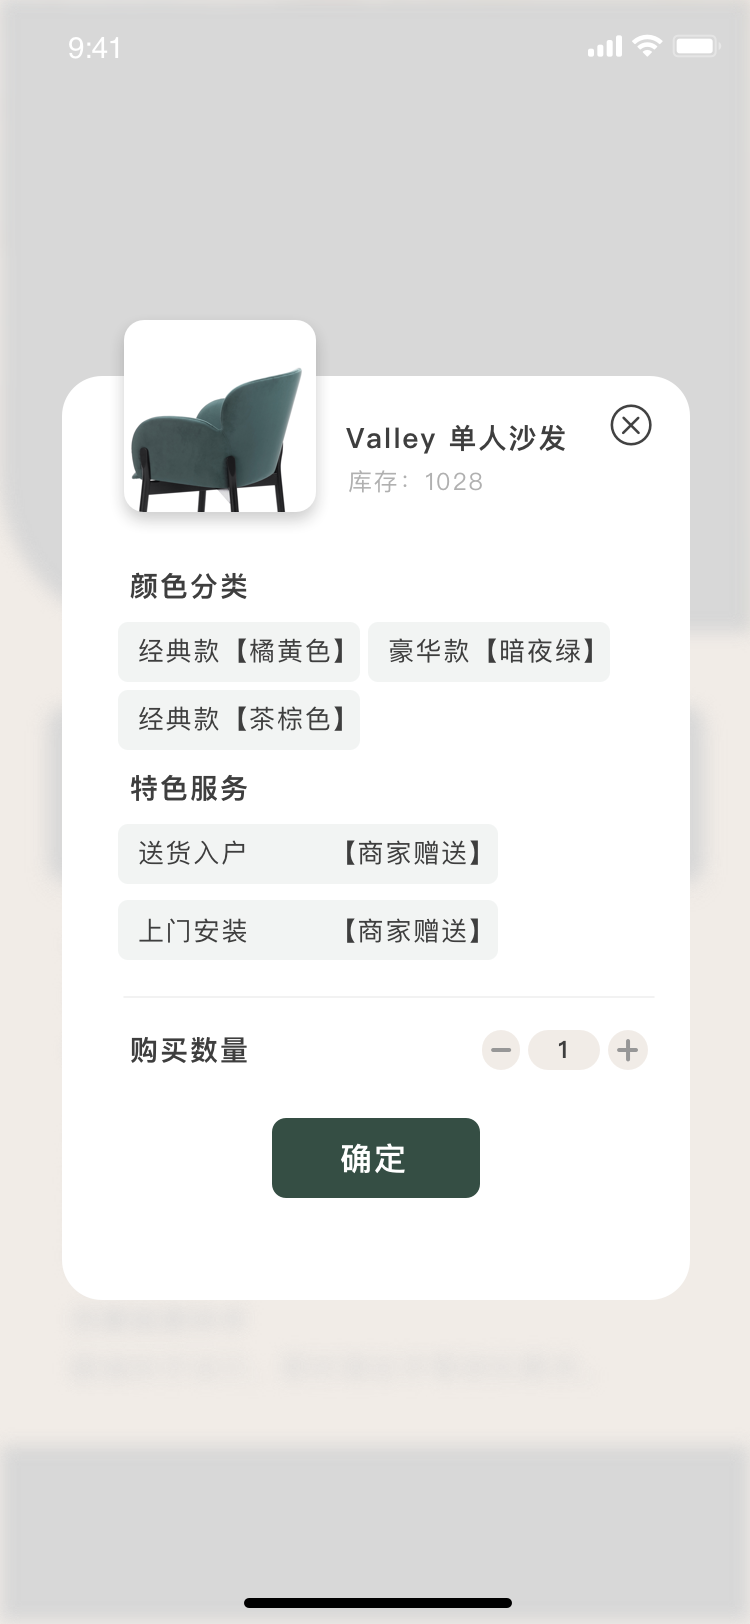 9:41
Valley 单人沙发
库存：1028
颜色分类
经典款【橘黄色】 豪华款【暗夜绿】
经典款【茶棕色】
特色服务
送货入户 【商家赠送】
上门安装 【商家赠送】
购买数量 1
确定